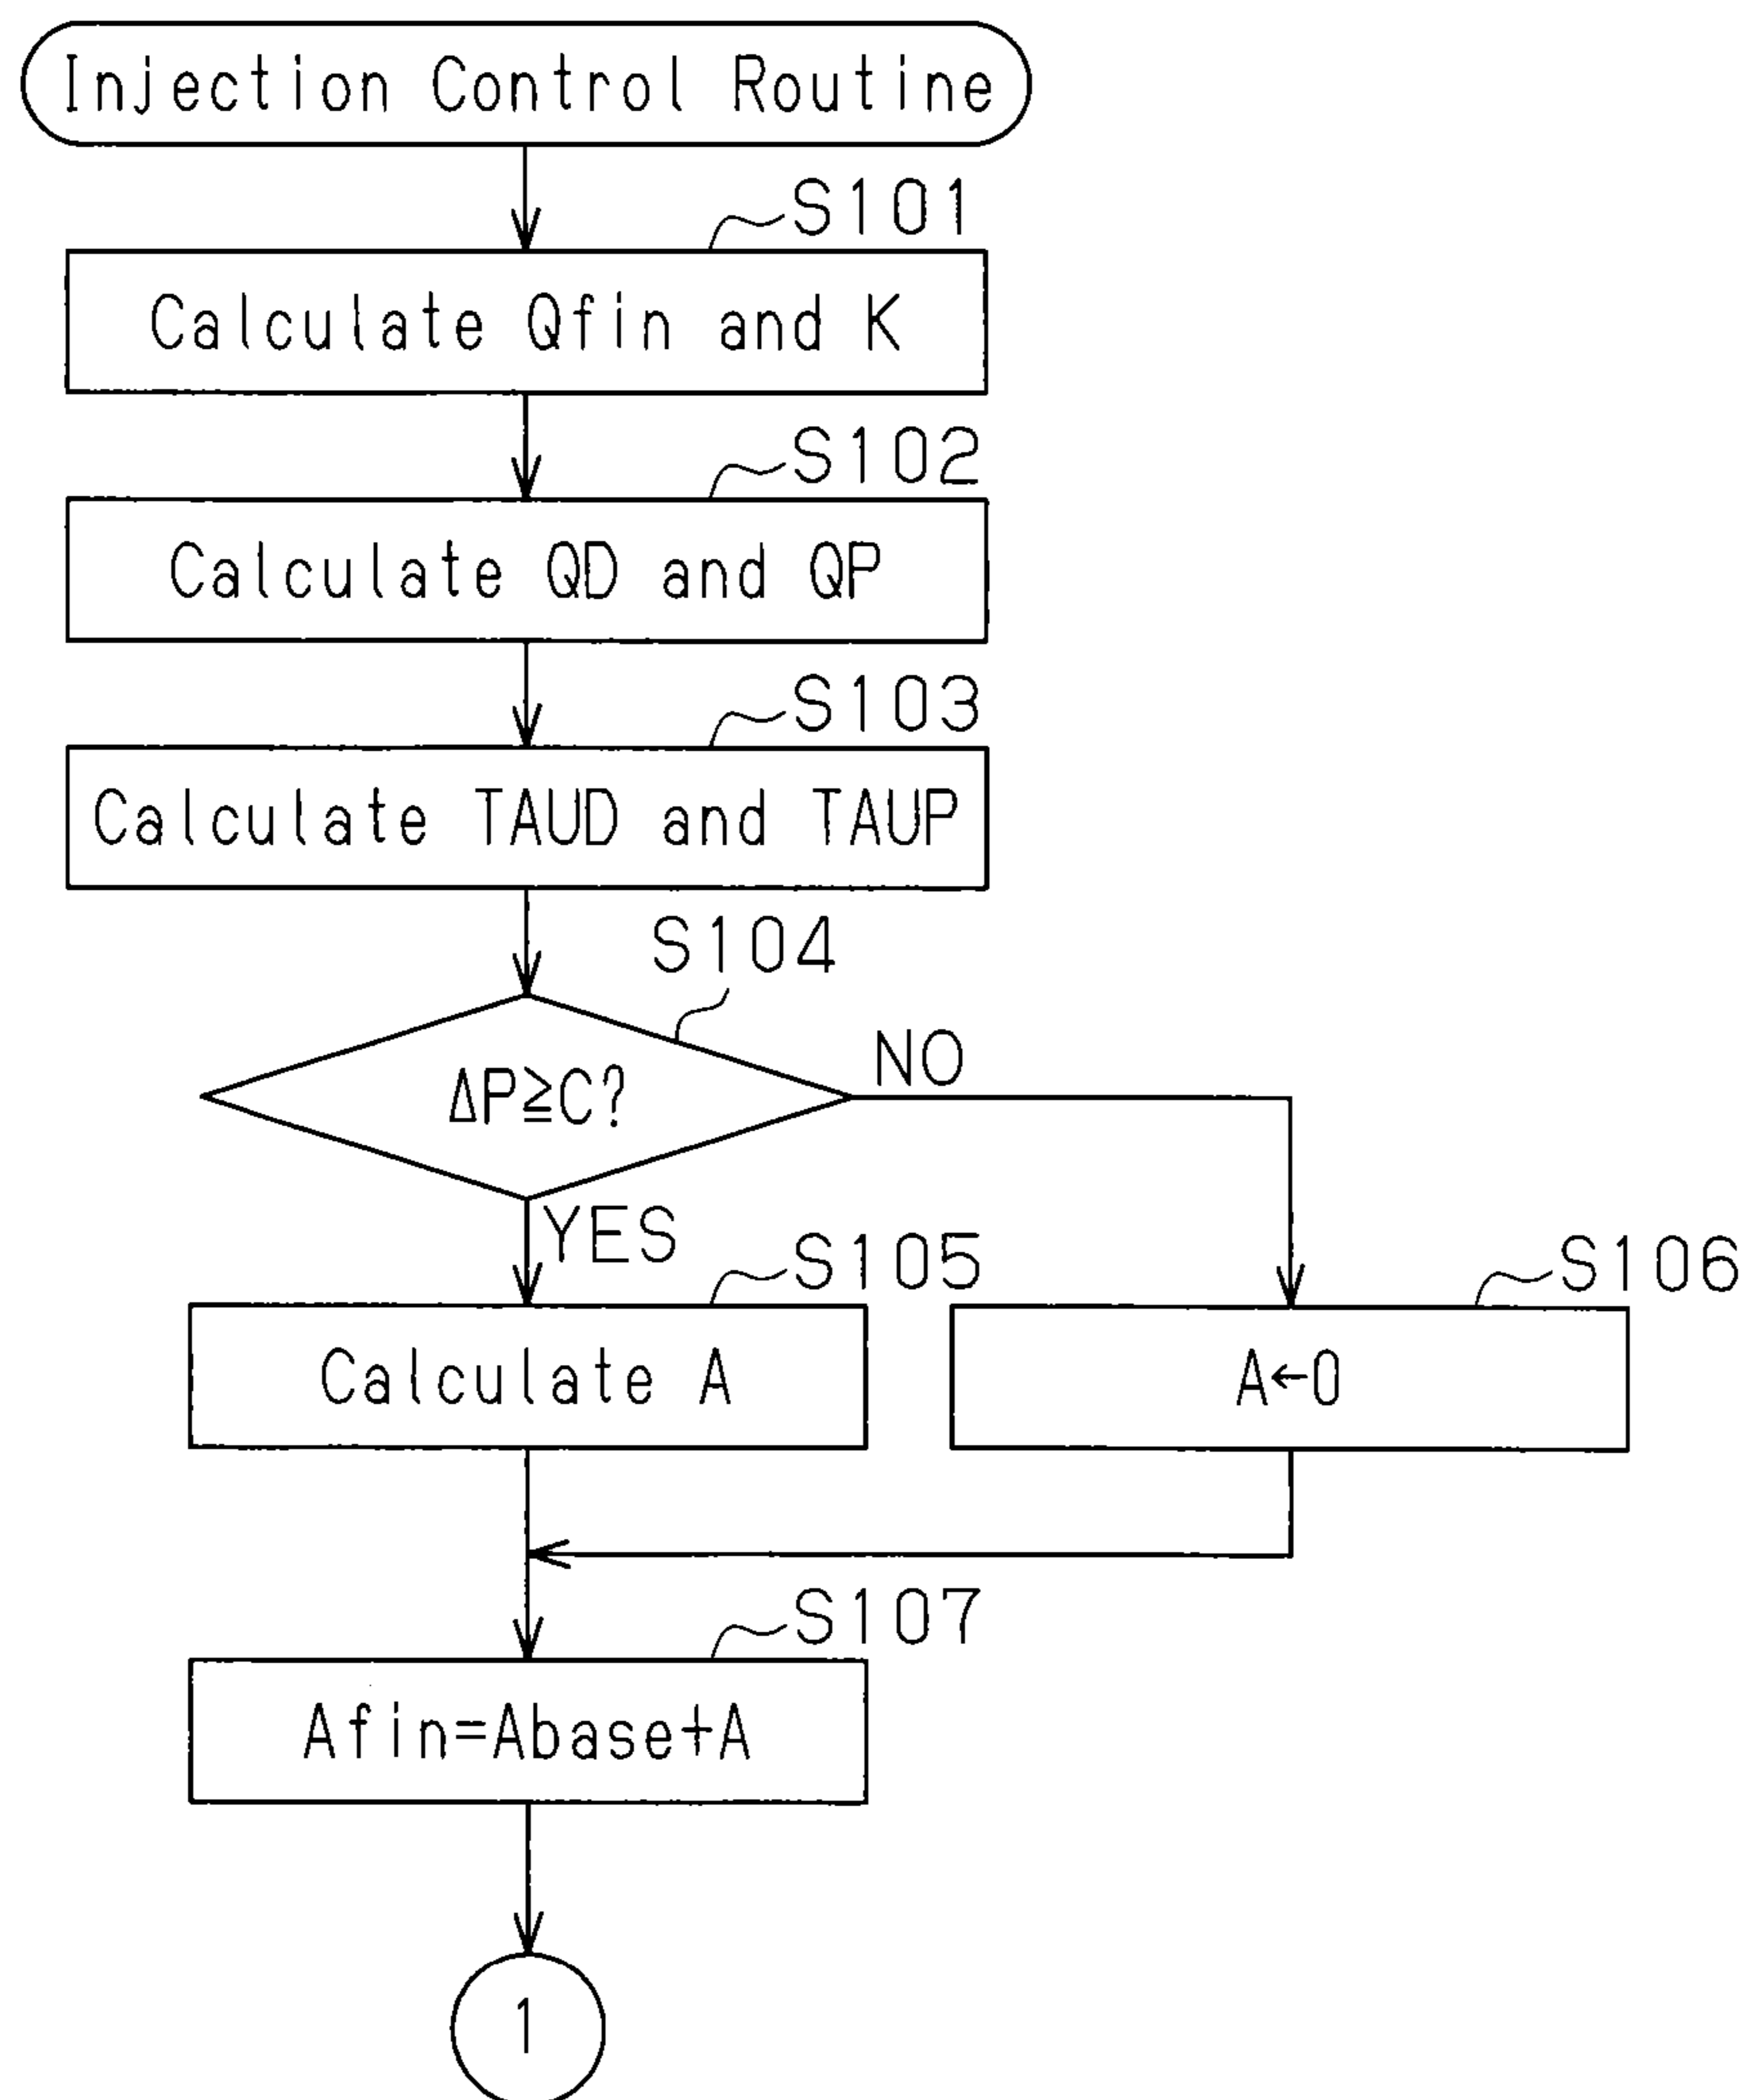 Injection Control Routine
S101
Calculate Qfin and K
S102
Calculate QD and QP
S103
Calculate TAUD and TAUP
S104
ΔP≧C?
NO
YES
S105
Calculate A
S106
A←0
S107
Afin=Abase+A
1